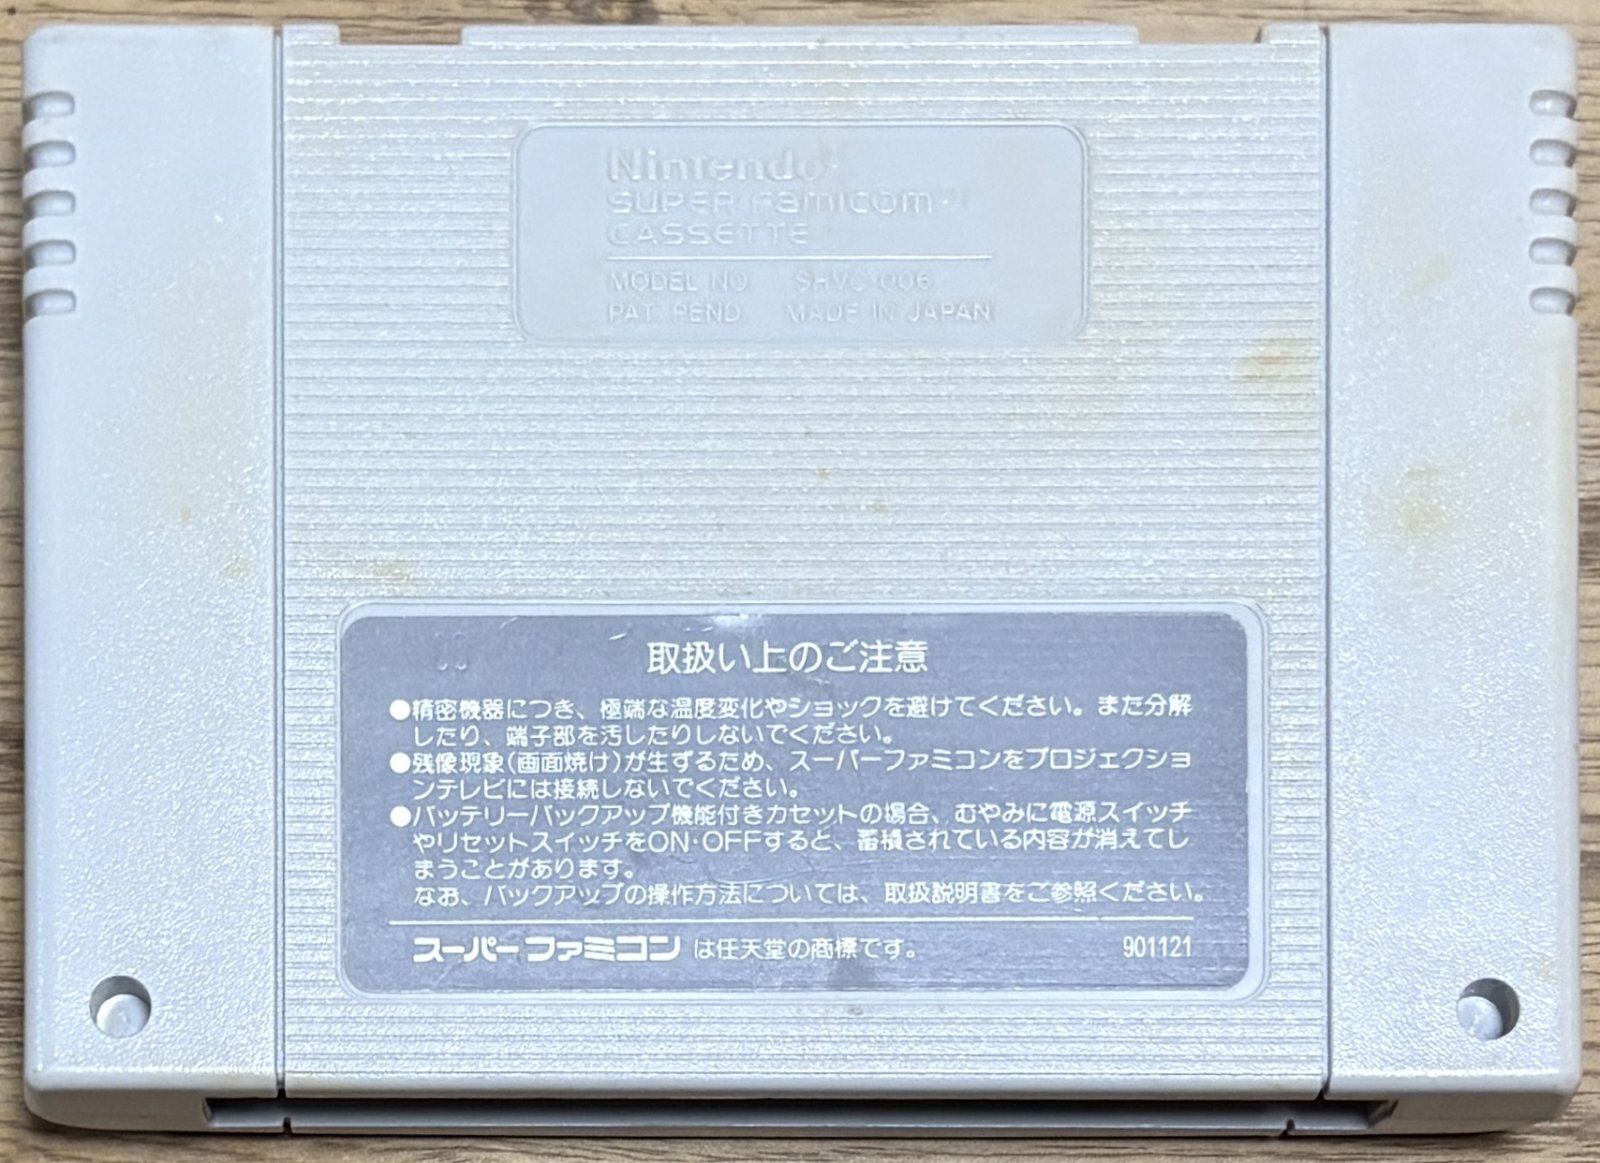 Nintendo
SUPER Famicom
CASSETTE
MODEL NO. SHVC-006
PAT. PEND. MADE IN JAPAN
取扱い上のご注意
●精密機器につき、極端な温度変化やショックを避けてください。また分解
したり、端子部を汚したりしないでください。
●残像現象(画面焼け)が生ずるため、スーパーファミコンをプロジェクショ
ンテレビには接続しないでください。
●バッテリーバックアップ機能付きカセットの場合、むやみに電源スイッチ
やリセットスイッチをON・OFFすると、蓄積されている内容が消えてし
まうことがあります。
なお、バックアップの操作方法については、取扱説明書をご参照ください。
スーパーファミコン は任天堂の商標です。 901121